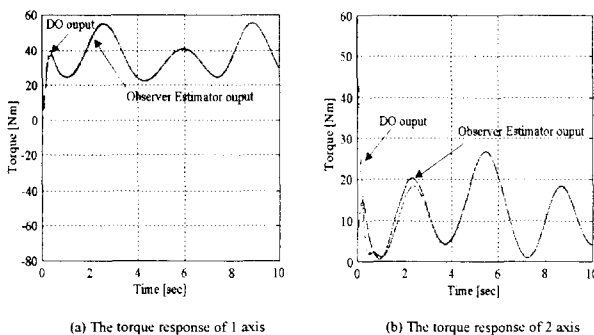 60
40
20
0
-20
-40
-60
-80
0 2 4 6 8 10
Torque [Nm]
Time [sec]
DO ouput
Observer Estimator ouput
(a) The torque response of 1 axis
60
50
40
30
20
10
0
0 2 4 6 8 10
Torque [Nm]
Time [sec]
DO ouput
Observer Estimator ouput
(b) The torque response of 2 axis